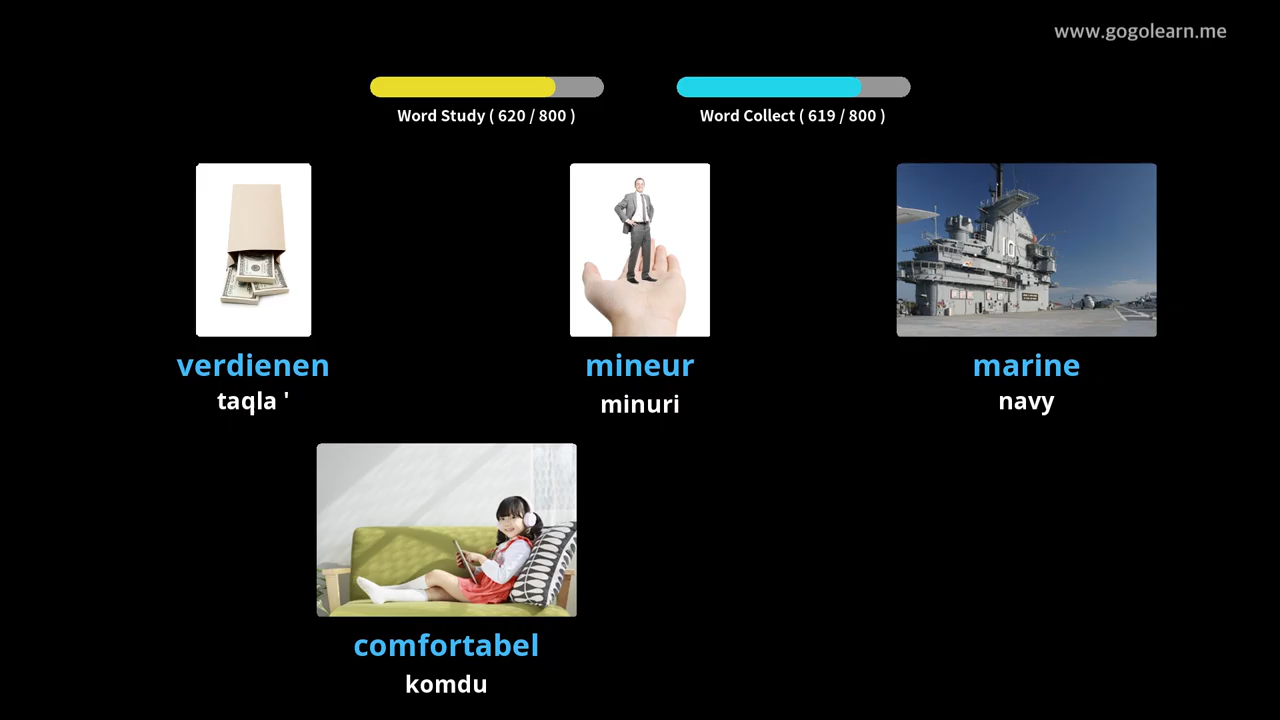 www.gogolearn.me
Word Study ( 620 / 800 )
Word Collect ( 619 / 800 )
verdienen
taqla '
mineur
minuri
marine
navy
comfortabel
komdu